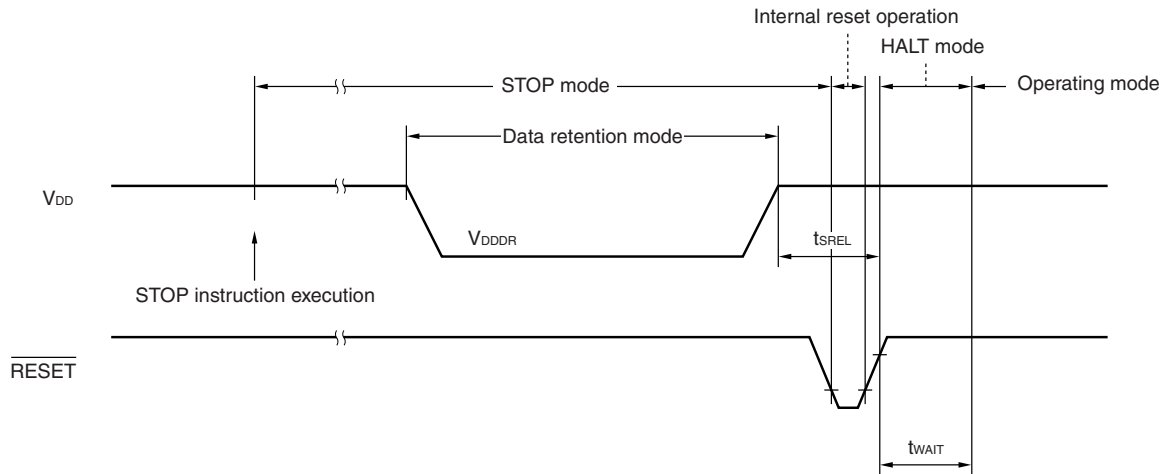 Internal reset operation
HALT mode
STOP mode
Operating mode
Data retention mode
VDD
VDDDR
tSREL
STOP instruction execution
RESET
tWAIT